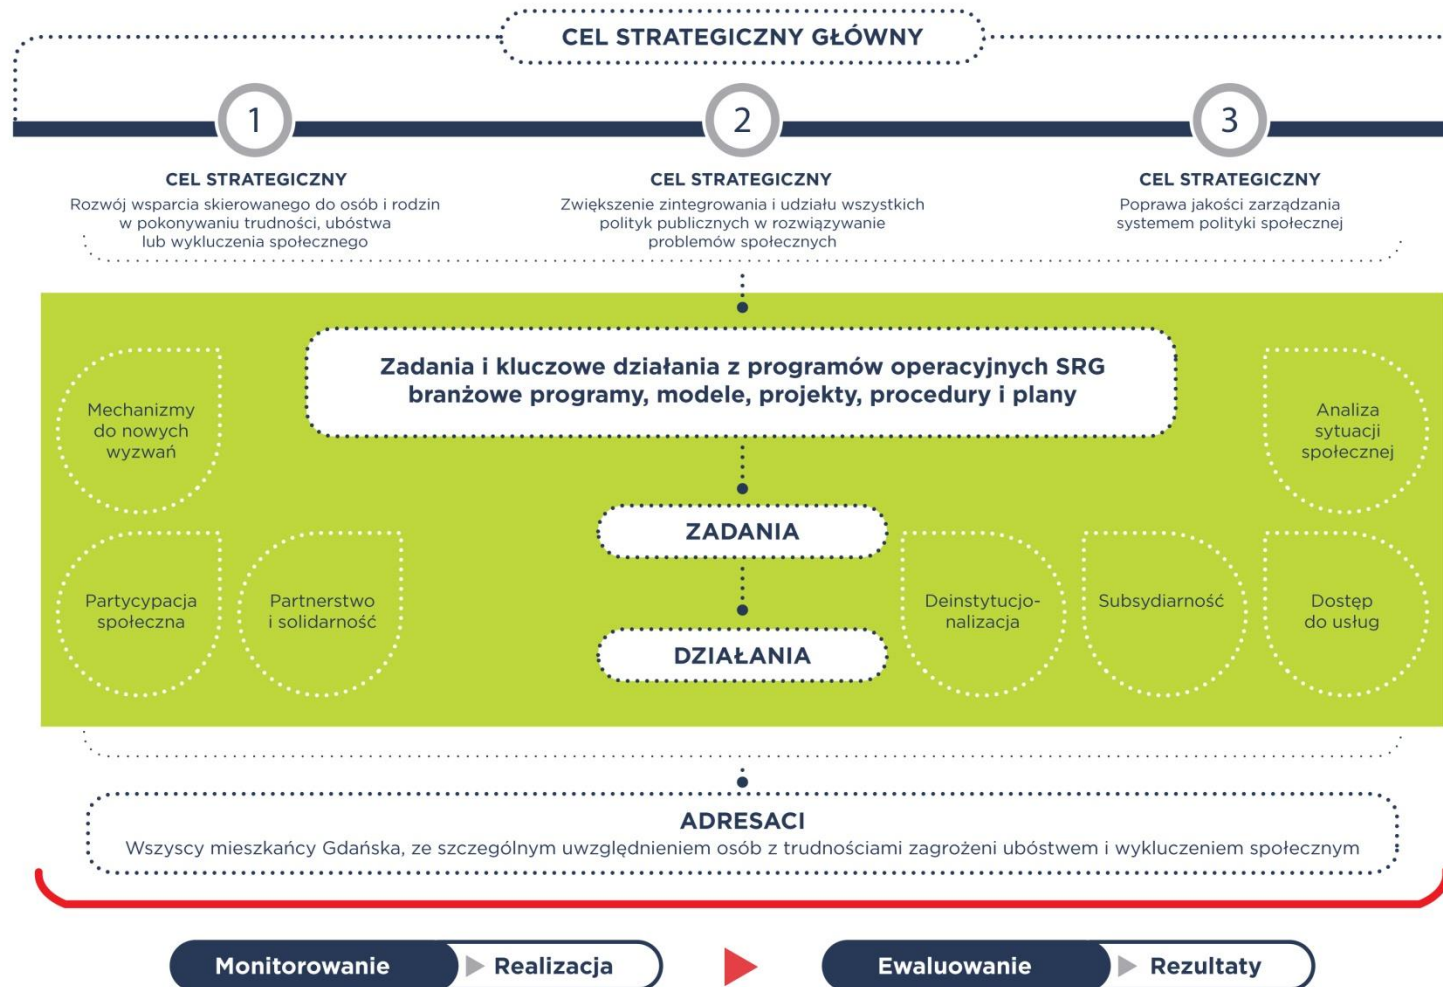 CEL STRATEGICZNY GŁÓWNY
1
CEL STRATEGICZNY
Rozwój wsparcia skierowanego do osób i rodzin
w pokonywaniu trudności, ubóstwa
lub wykluczenia społecznego
2
CEL STRATEGICZNY
Zwiększenie zintegrowania i udziału wszystkich
polityk publicznych w rozwiązywanie
problemów społecznych
3
CEL STRATEGICZNY
Poprawa jakości zarządzania
systemem polityki społecznej
Zadania i kluczowe działania z programów operacyjnych SRG
branżowe programy, modele, projekty, procedury i plany
Mechanizmy
do nowych
wyzwań
Analiza
sytuacji
społecznej
ZADANIA
Partycypacja
społeczna
Partnerstwo
i solidarność
Deinstytucjo-
nalizacja
Subsydiarność
Dostęp
do usług
DZIAŁANIA
ADRESACI
Wszyscy mieszkańcy Gdańska, ze szczególnym uwzględnieniem osób z trudnościami zagrożeni ubóstwem i wykluczeniem społecznym
Monitorowanie
Realizacja
Ewaluowanie
Rezultaty